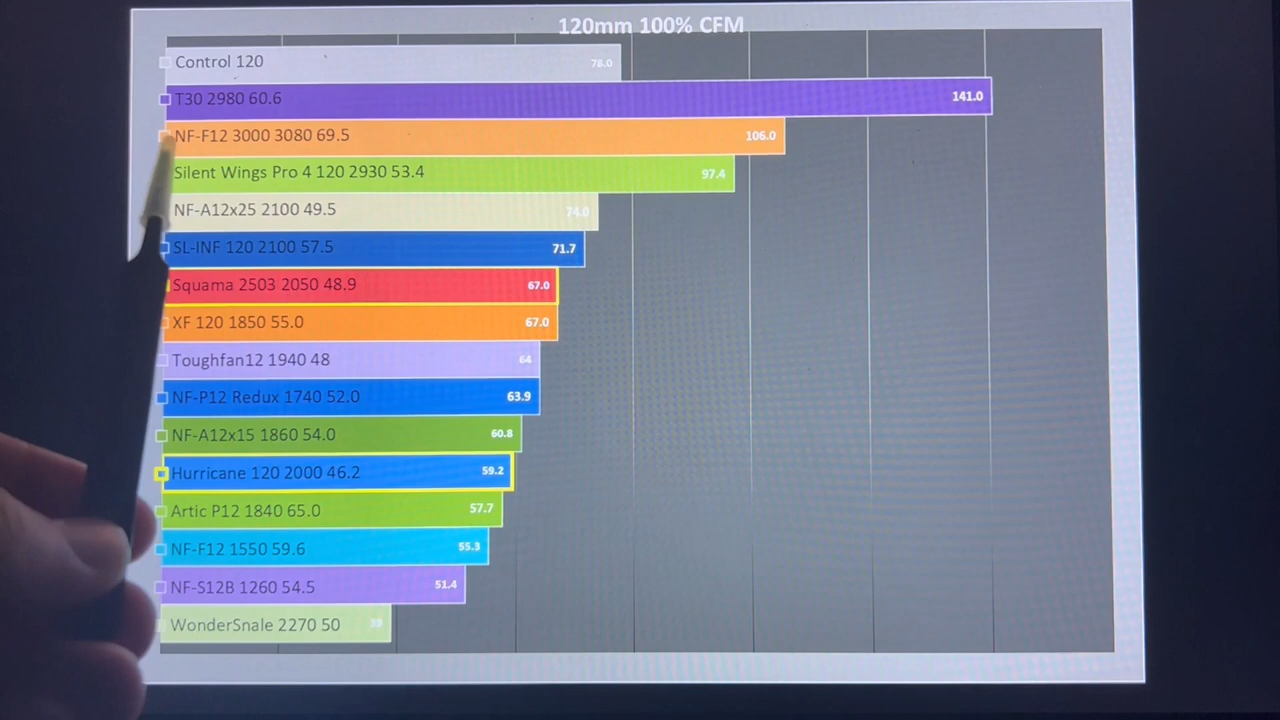 120mm 100% CFM
Control 120 78.0
T30 2980 60.6 141.0
NF-F12 3000 3080 69.5 106.0
Silent Wings Pro 4 120 2930 53.4 97.4
NF-A12x25 2100 49.5 74.0
SL-INF 120 2100 57.5 71.7
Squama 2503 2050 48.9 67.0
XF 120 1850 55.0 67.0
Toughfan12 1940 48 64
NF-P12 Redux 1740 52.0 63.9
NF-A12x15 1860 54.0 60.8
Hurricane 120 2000 46.2 59.2
Artic P12 1840 65.0 57.7
NF-F12 1550 59.6 55.3
NF-S12B 1260 54.5 51.4
WonderSnale 2270 50 39